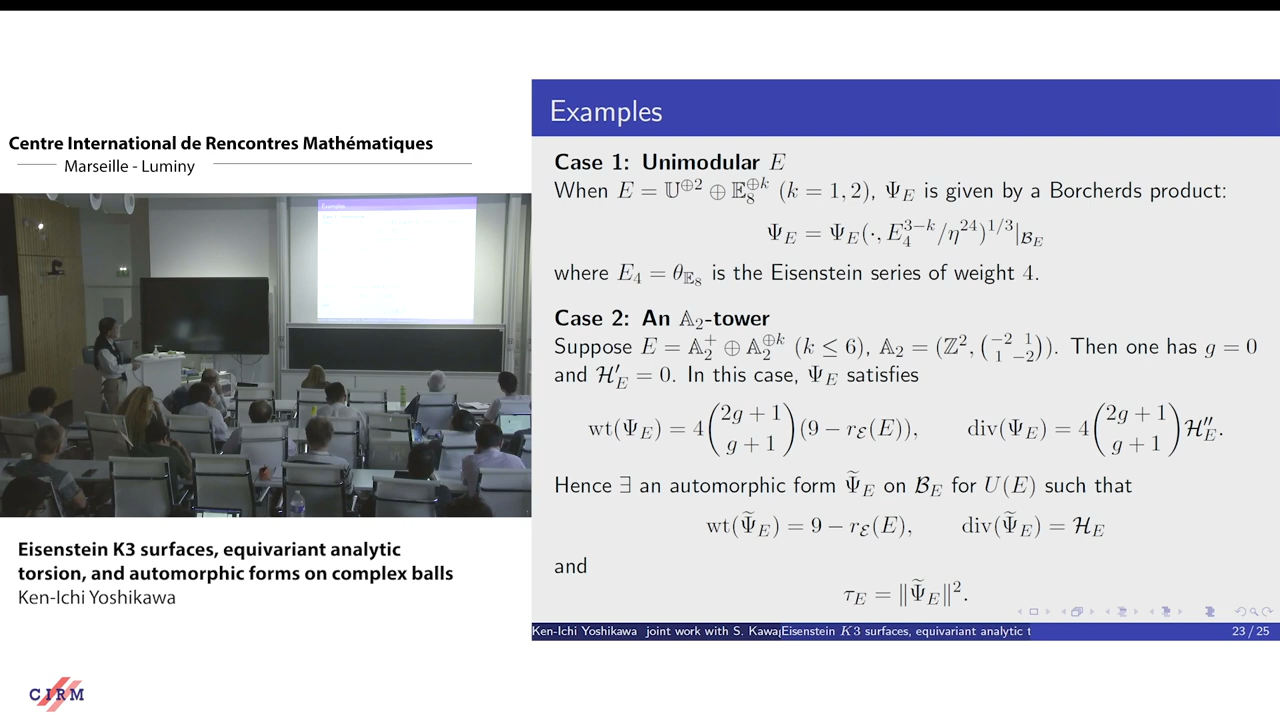 Centre International de Rencontres Mathématiques
Marseille - Luminy
Eisenstein K3 surfaces, equivariant analytic
torsion, and automorphic forms on complex balls
Ken-Ichi Yoshikawa
CIRM
Examples
Case 1: Unimodular E
When E = 𝕌^{⊕2} ⊕ 𝔼_8^{⊕k} (k = 1, 2), Ψ_E is given by a Borcherds product:
Ψ_E = Ψ_E(·, E_4^{3−k}/η^{24})^{1/3}|_{ℬ_E}
where E_4 = θ_{𝔼_8} is the Eisenstein series of weight 4.
Case 2: An 𝔸_2-tower
Suppose E = 𝔸_2^+ ⊕ 𝔸_2^{⊕k} (k ≤ 6), 𝔸_2 = (ℤ^2, (−2 1 / 1 −2)). Then one has g = 0
and ℋ′_E = 0. In this case, Ψ_E satisfies
wt(Ψ_E) = 4(2g + 1 / g + 1)(9 − r_ℰ(E)), div(Ψ_E) = 4(2g + 1 / g + 1)ℋ″_E.
Hence ∃ an automorphic form Ψ̃_E on ℬ_E for U(E) such that
wt(Ψ̃_E) = 9 − r_ℰ(E), div(Ψ̃_E) = ℋ_E
and
τ_E = ‖Ψ̃_E‖^2.
Ken-Ichi Yoshikawa joint work with S. Kawa Eisenstein K3 surfaces, equivariant analytic t 23 / 25